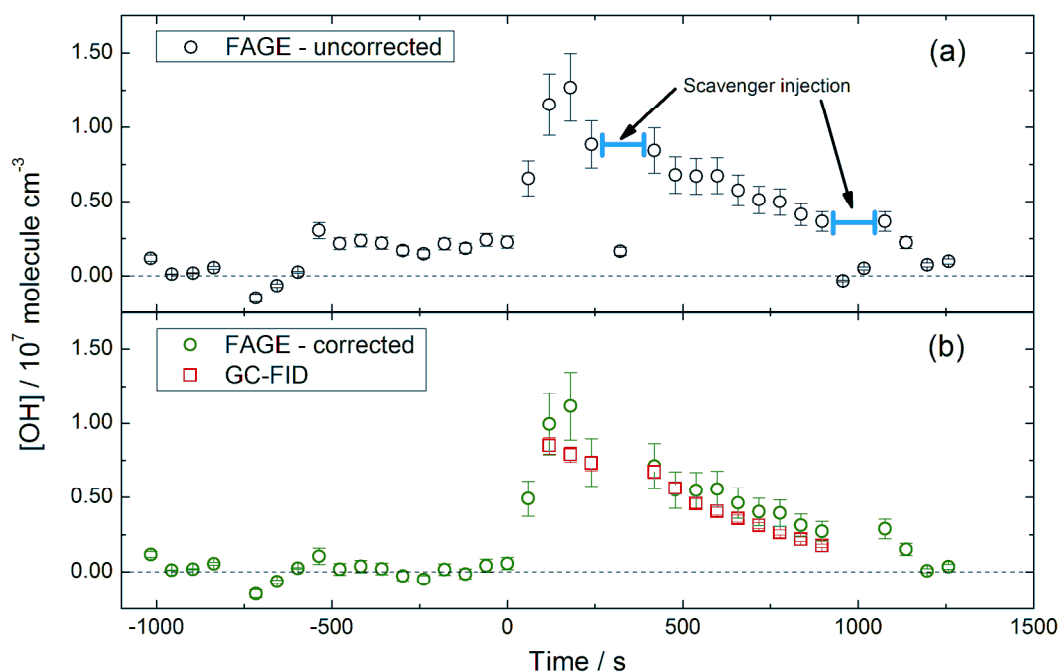 FAGE - uncorrected
(a)
Scavenger injection
1.50
1.00
0.50
0.00
[OH] / 10⁷ molecule cm⁻³
FAGE - corrected
GC-FID
(b)
1.50
1.00
0.50
0.00
-1000 -500 0 500 1000 1500
Time / s